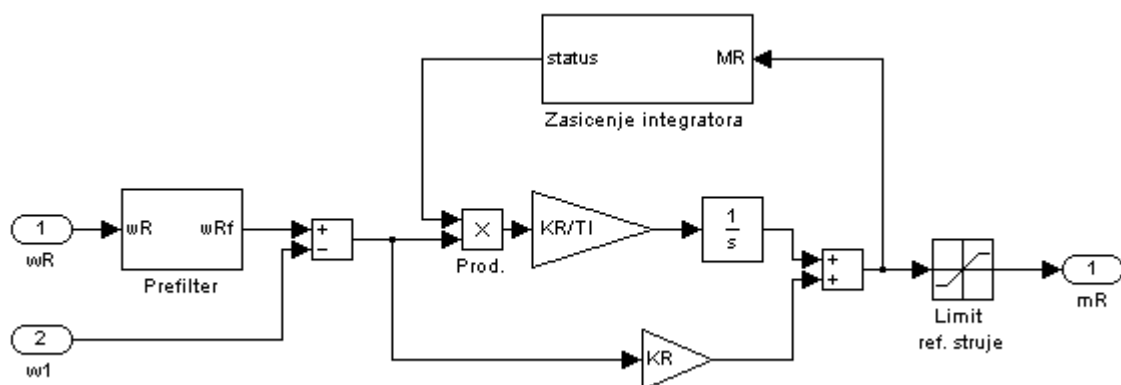 status
MR
Zasicenje integratora
1
wR
wR
wRf
Prefilter
+
−
×
Prod.
KR/TI
1
s
+
+
Limit
ref. struje
1
mR
2
w1
KR